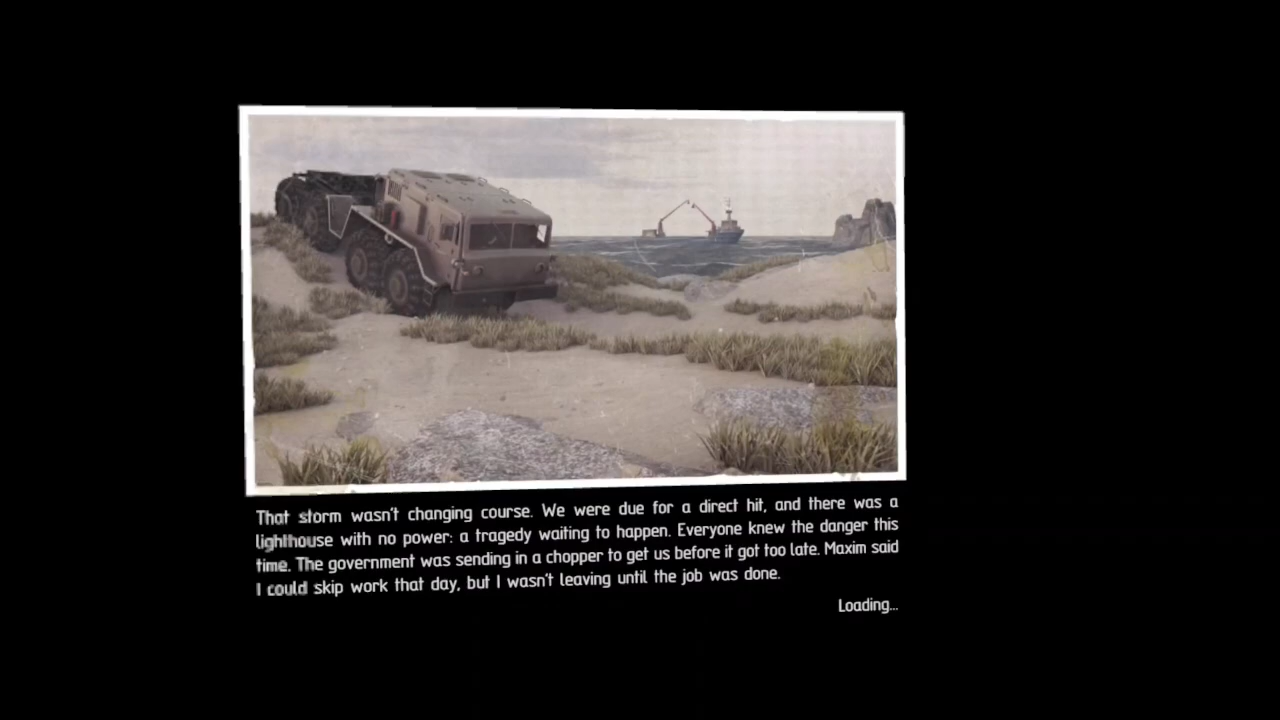 That storm wasn't changing course. We were due for a direct hit, and there was a
lighthouse with no power: a tragedy waiting to happen. Everyone knew the danger this
time. The government was sending in a chopper to get us before it got too late. Maxim said
I could skip work that day, but I wasn't leaving until the job was done.
Loading...